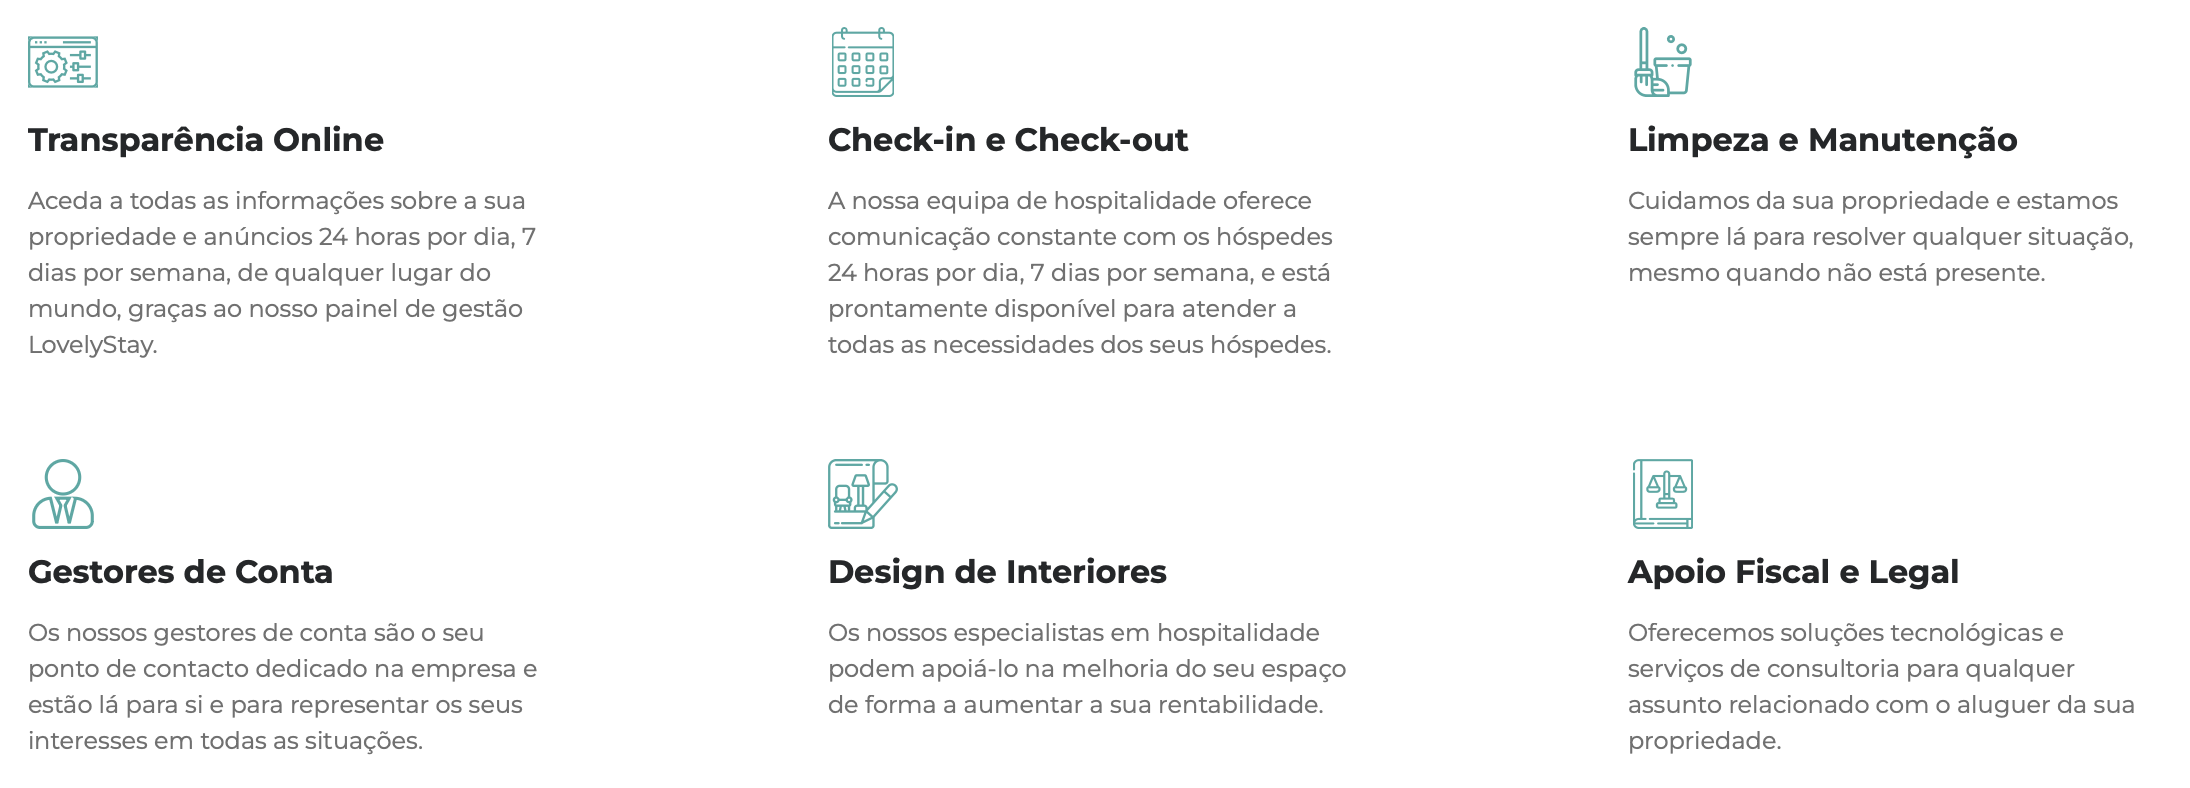 Transparência Online
Aceda a todas as informações sobre a sua
propriedade e anúncios 24 horas por dia, 7
dias por semana, de qualquer lugar do
mundo, graças ao nosso painel de gestão
LovelyStay.
Check-in e Check-out
A nossa equipa de hospitalidade oferece
comunicação constante com os hóspedes
24 horas por dia, 7 dias por semana, e está
prontamente disponível para atender a
todas as necessidades dos seus hóspedes.
Limpeza e Manutenção
Cuidamos da sua propriedade e estamos
sempre lá para resolver qualquer situação,
mesmo quando não está presente.
Gestores de Conta
Os nossos gestores de conta são o seu
ponto de contacto dedicado na empresa e
estão lá para si e para representar os seus
interesses em todas as situações.
Design de Interiores
Os nossos especialistas em hospitalidade
podem apoiá-lo na melhoria do seu espaço
de forma a aumentar a sua rentabilidade.
Apoio Fiscal e Legal
Oferecemos soluções tecnológicas e
serviços de consultoria para qualquer
assunto relacionado com o aluguer da sua
propriedade.